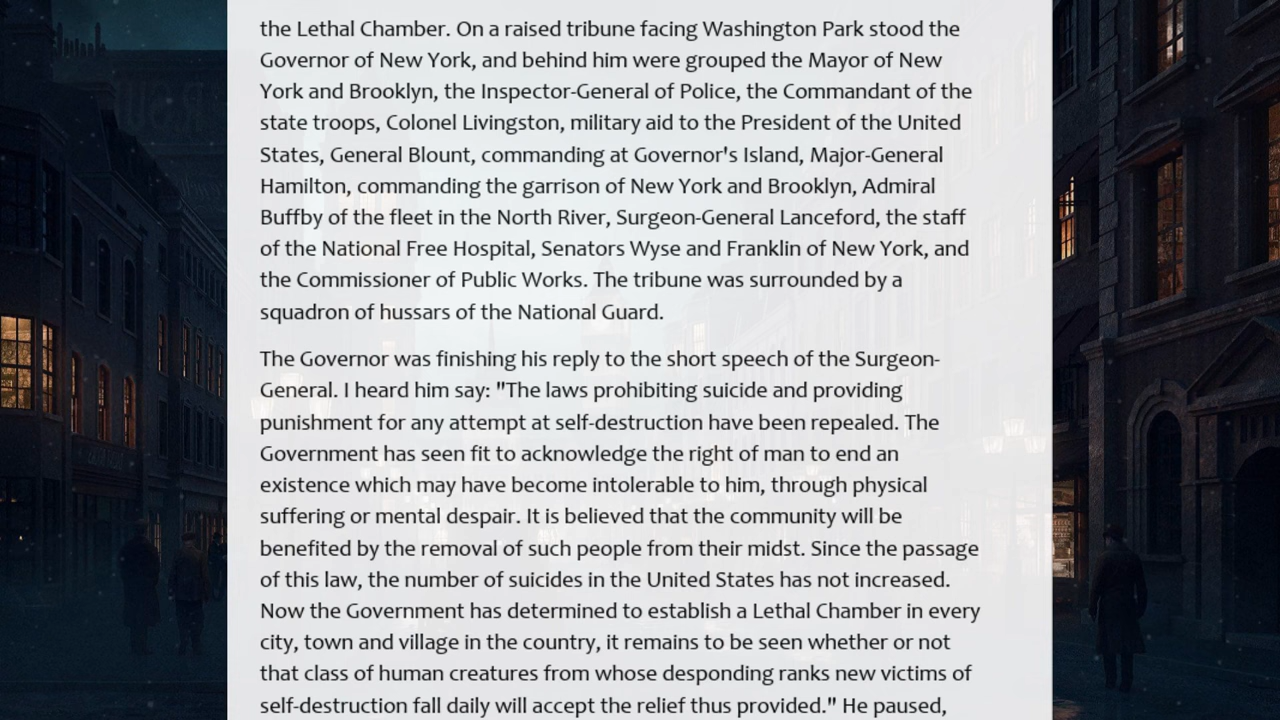 the Lethal Chamber. On a raised tribune facing Washington Park stood the
Governor of New York, and behind him were grouped the Mayor of New
York and Brooklyn, the Inspector-General of Police, the Commandant of the
state troops, Colonel Livingston, military aid to the President of the United
States, General Blount, commanding at Governor's Island, Major-General
Hamilton, commanding the garrison of New York and Brooklyn, Admiral
Buffby of the fleet in the North River, Surgeon-General Lanceford, the staff
of the National Free Hospital, Senators Wyse and Franklin of New York, and
the Commissioner of Public Works. The tribune was surrounded by a
squadron of hussars of the National Guard.
The Governor was finishing his reply to the short speech of the Surgeon-
General. I heard him say: "The laws prohibiting suicide and providing
punishment for any attempt at self-destruction have been repealed. The
Government has seen fit to acknowledge the right of man to end an
existence which may have become intolerable to him, through physical
suffering or mental despair. It is believed that the community will be
benefited by the removal of such people from their midst. Since the passage
of this law, the number of suicides in the United States has not increased.
Now the Government has determined to establish a Lethal Chamber in every
city, town and village in the country, it remains to be seen whether or not
that class of human creatures from whose desponding ranks new victims of
self-destruction fall daily will accept the relief thus provided." He paused,